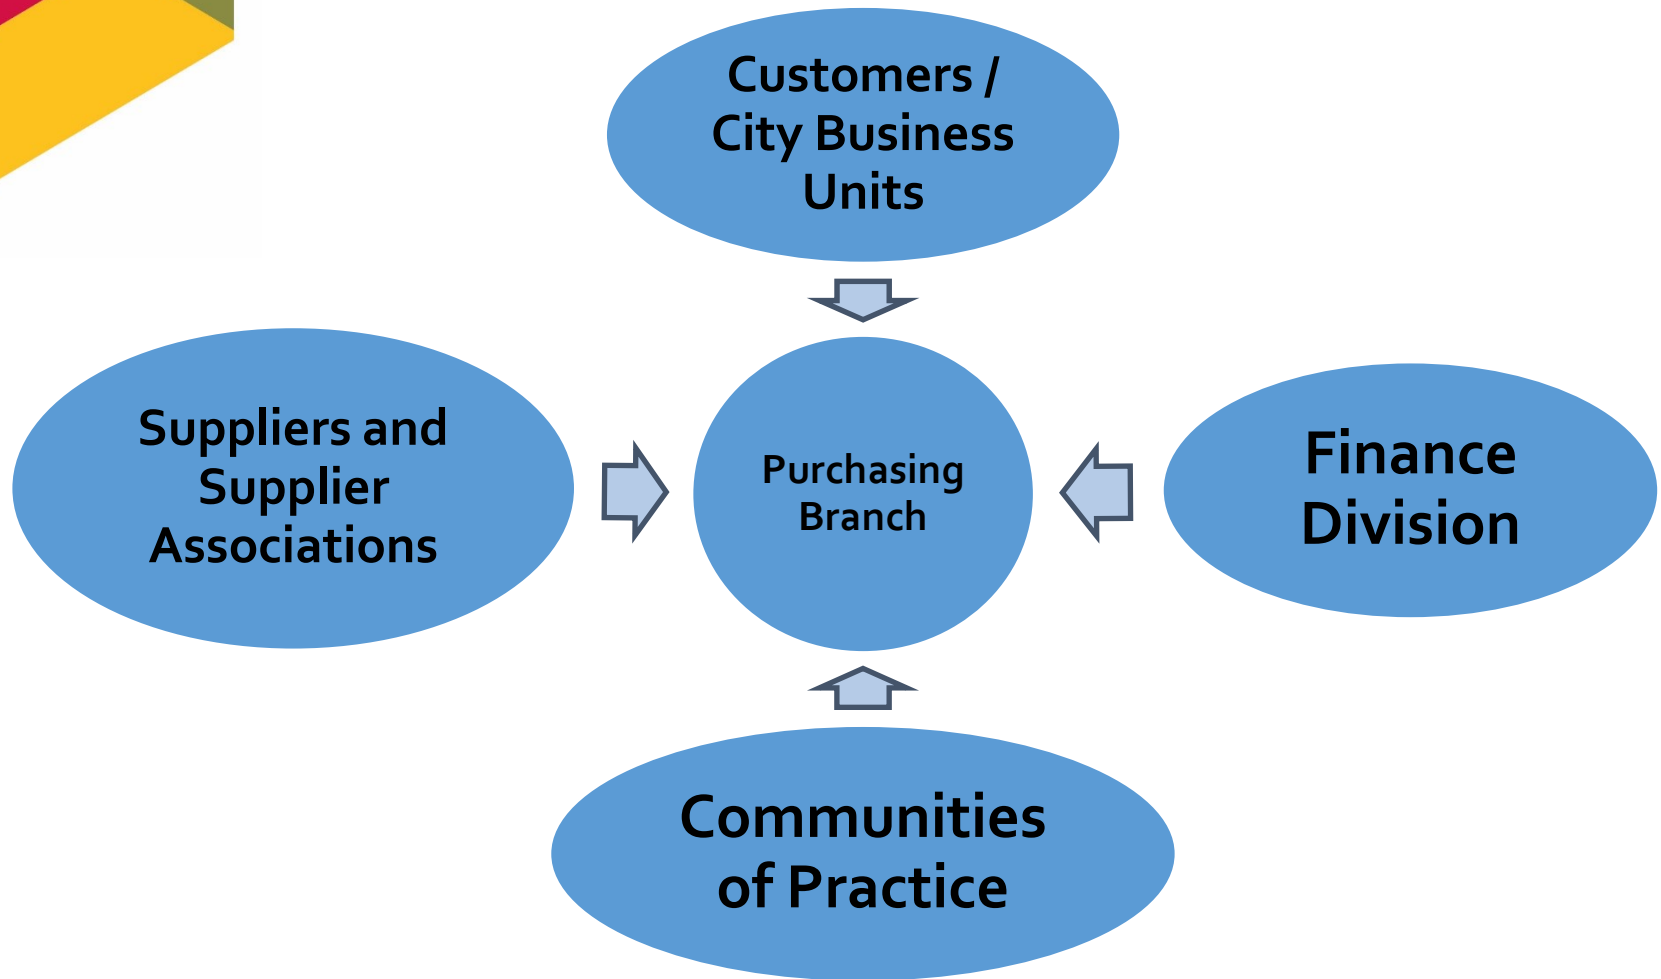 Customers /
City Business
Units
Suppliers and
Supplier
Associations
Purchasing
Branch
Finance
Division
Communities
of Practice